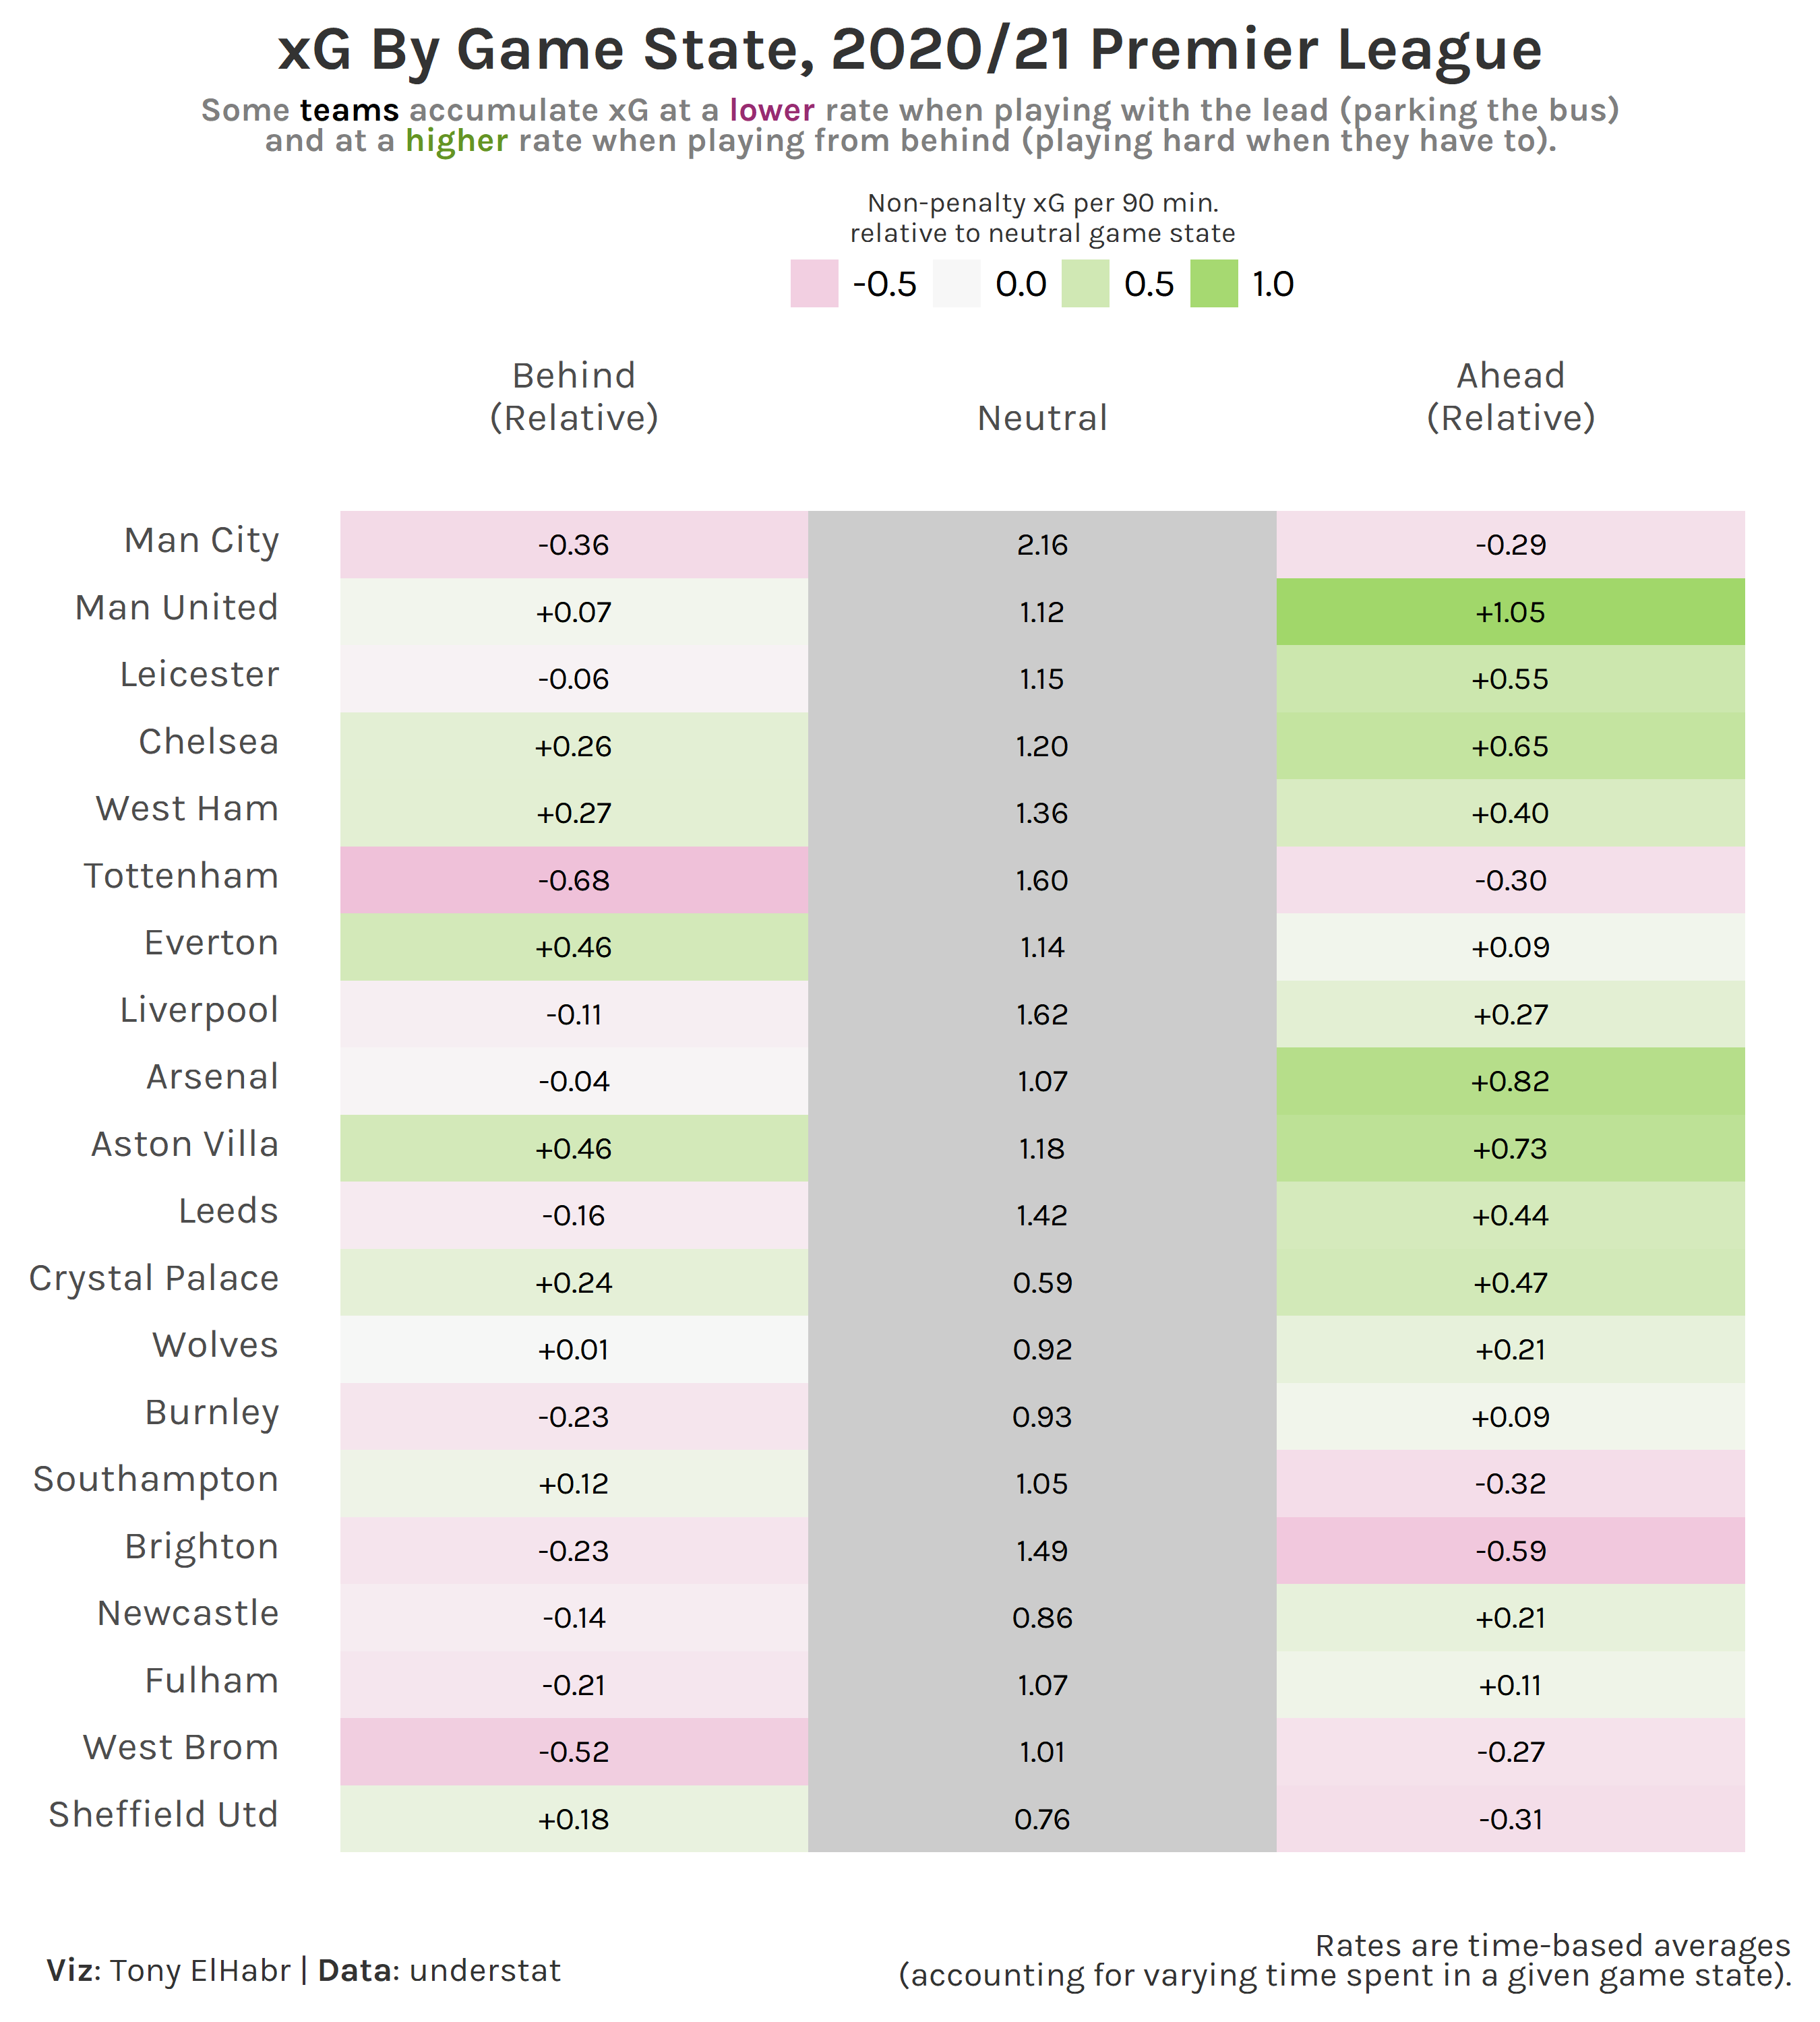 xG By Game State, 2020/21 Premier League
Some teams accumulate xG at a lower rate when playing with the lead (parking the bus)
and at a higher rate when playing from behind (playing hard when they have to).
Non-penalty xG per 90 min.
relative to neutral game state
-0.5 0.0 0.5 1.0
Behind
(Relative)
Neutral
Ahead
(Relative)
Man City -0.36 2.16 -0.29
Man United +0.07 1.12 +1.05
Leicester -0.06 1.15 +0.55
Chelsea +0.26 1.20 +0.65
West Ham +0.27 1.36 +0.40
Tottenham -0.68 1.60 -0.30
Everton +0.46 1.14 +0.09
Liverpool -0.11 1.62 +0.27
Arsenal -0.04 1.07 +0.82
Aston Villa +0.46 1.18 +0.73
Leeds -0.16 1.42 +0.44
Crystal Palace +0.24 0.59 +0.47
Wolves +0.01 0.92 +0.21
Burnley -0.23 0.93 +0.09
Southampton +0.12 1.05 -0.32
Brighton -0.23 1.49 -0.59
Newcastle -0.14 0.86 +0.21
Fulham -0.21 1.07 +0.11
West Brom -0.52 1.01 -0.27
Sheffield Utd +0.18 0.76 -0.31
Viz: Tony ElHabr | Data: understat
Rates are time-based averages
(accounting for varying time spent in a given game state).